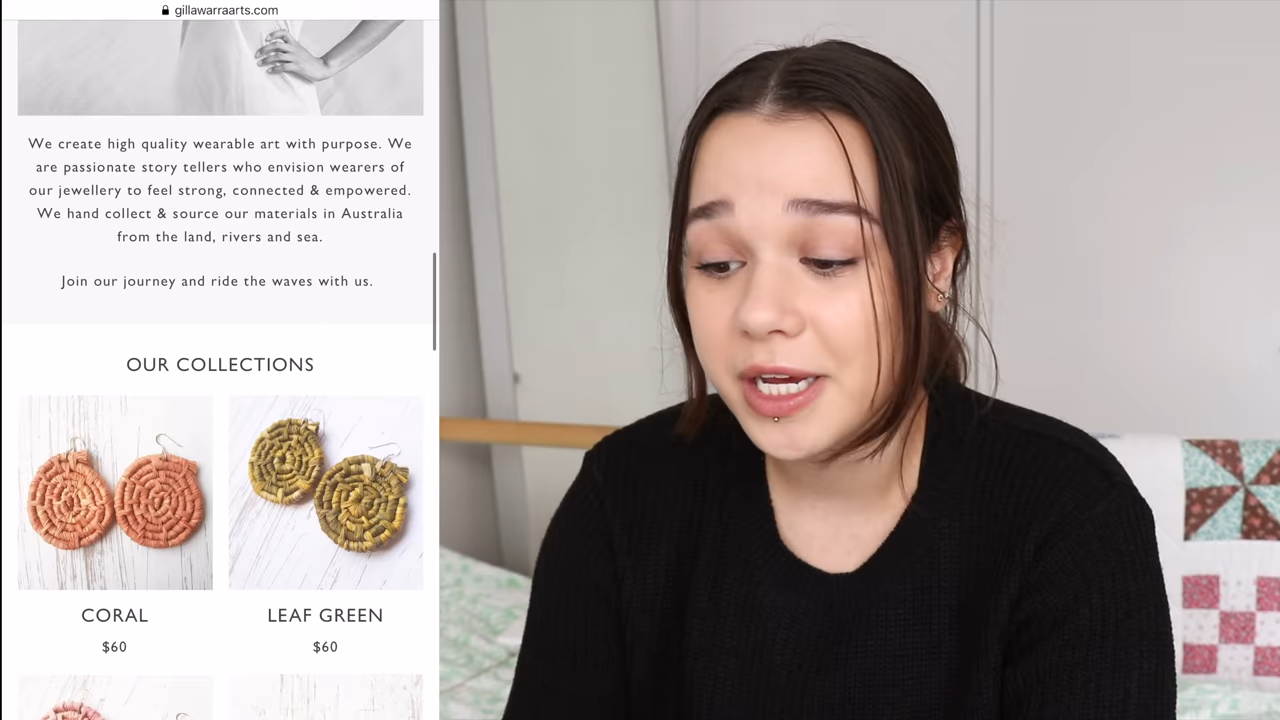 gillawarraarts.com
We create high quality wearable art with purpose. We
are passionate story tellers who envision wearers of
our jewellery to feel strong, connected & empowered.
We hand collect & source our materials in Australia
from the land, rivers and sea.
Join our journey and ride the waves with us.
OUR COLLECTIONS
CORAL
$60
LEAF GREEN
$60